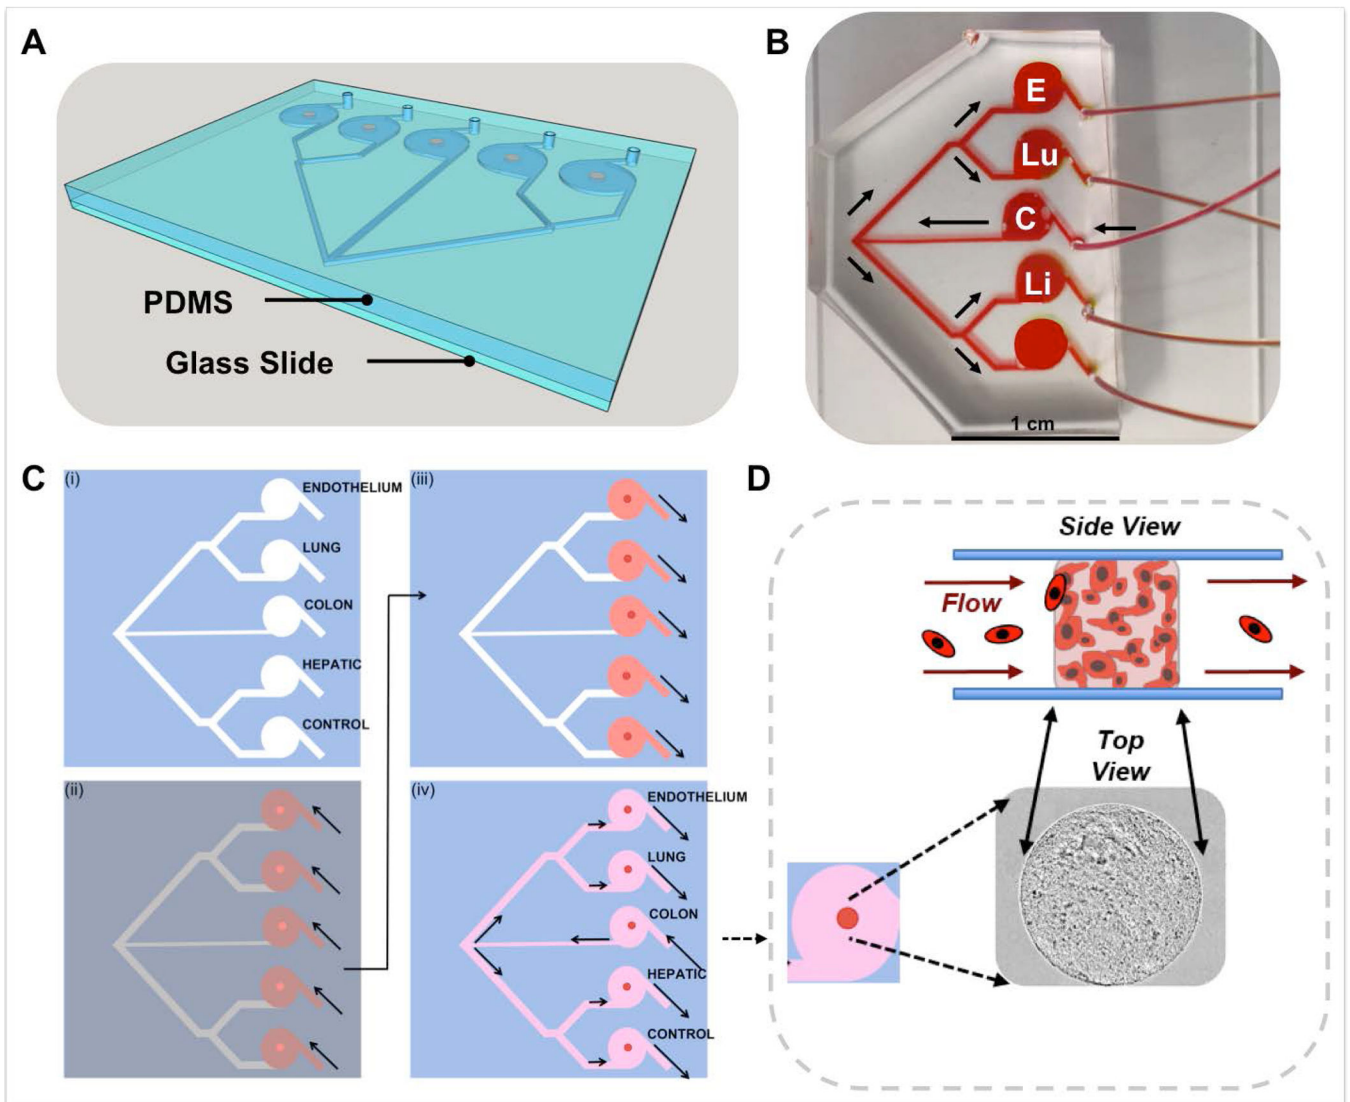 A
PDMS
Glass Slide
B
E
Lu
C
Li
1 cm
C
(i)
ENDOTHELIUM
LUNG
COLON
HEPATIC
CONTROL
(ii)
(iii)
(iv)
ENDOTHELIUM
LUNG
COLON
HEPATIC
CONTROL
D
Side View
Flow
Top
View